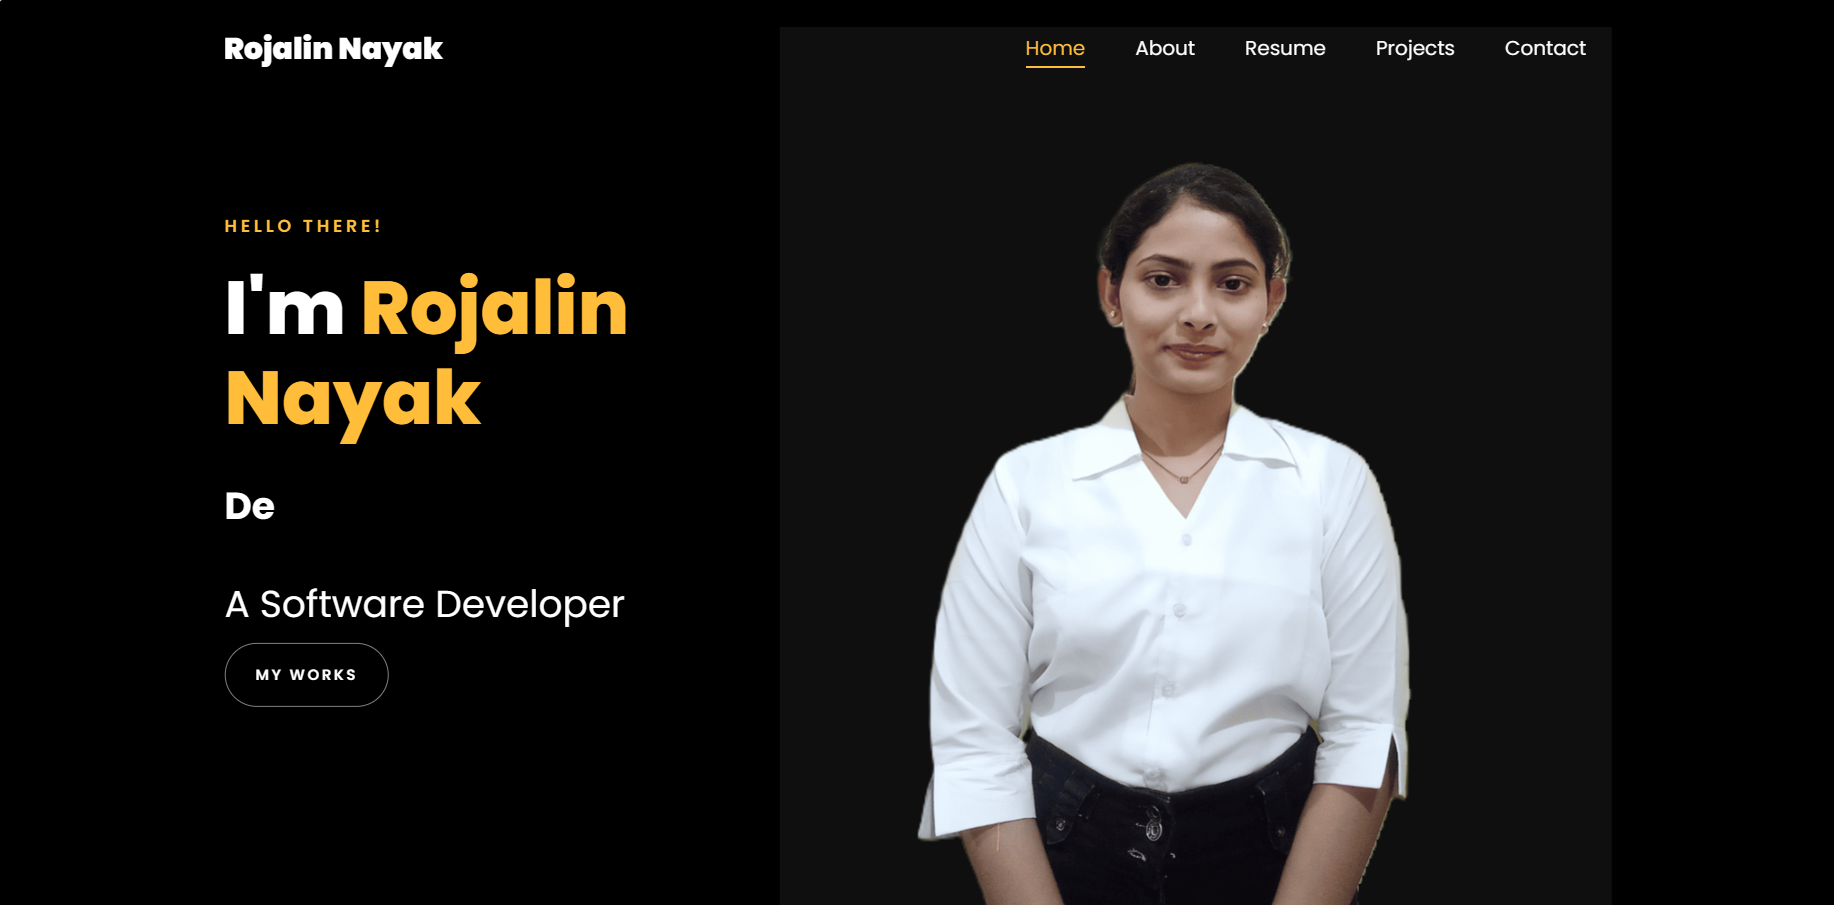 Rojalin Nayak
Home About Resume Projects Contact
HELLO THERE!
I'm Rojalin
Nayak
De
A Software Developer
MY WORKS